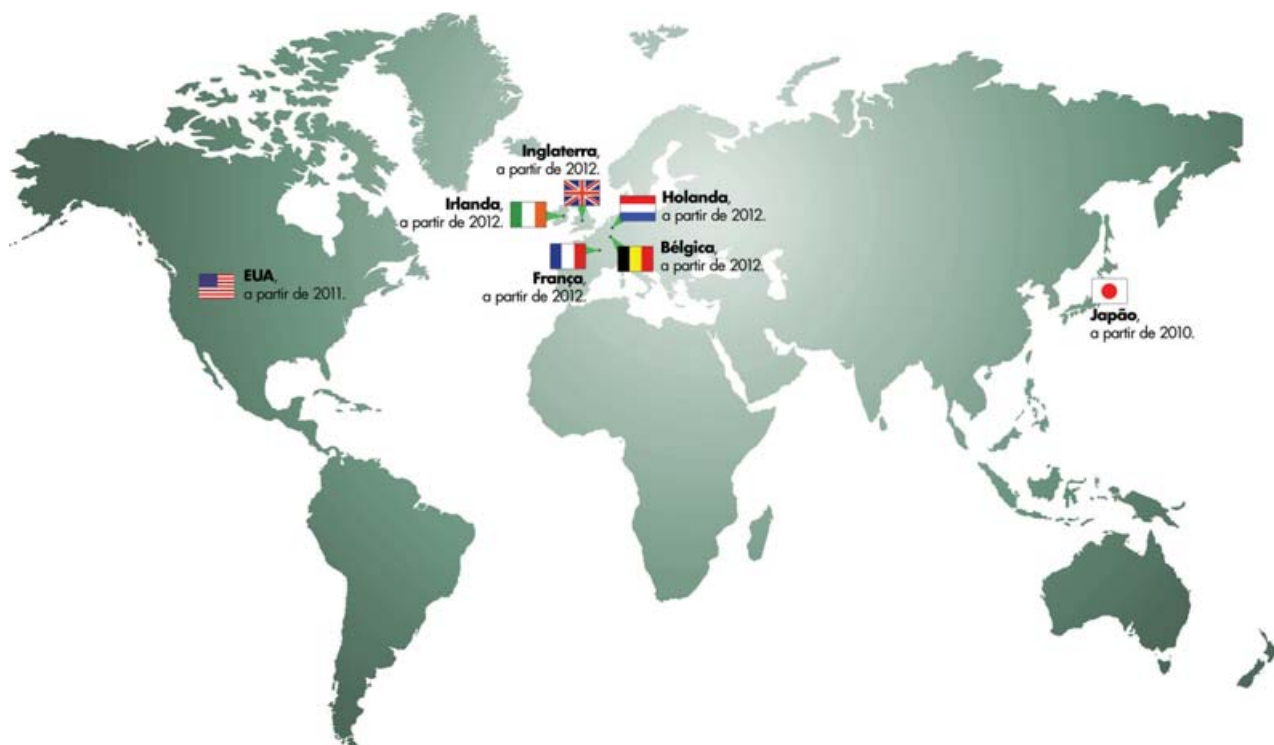 Inglaterra,
a partir de 2012.
Irlanda,
a partir de 2012.
Holanda,
a partir de 2012.
Bélgica,
a partir de 2012.
França,
a partir de 2012.
EUA,
a partir de 2011.
Japão,
a partir de 2010.